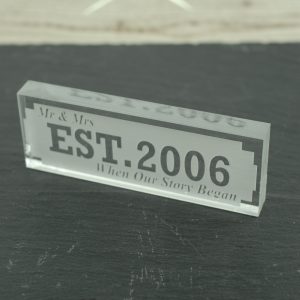 Mr & Mrs
EST.2006
When Our Story Began